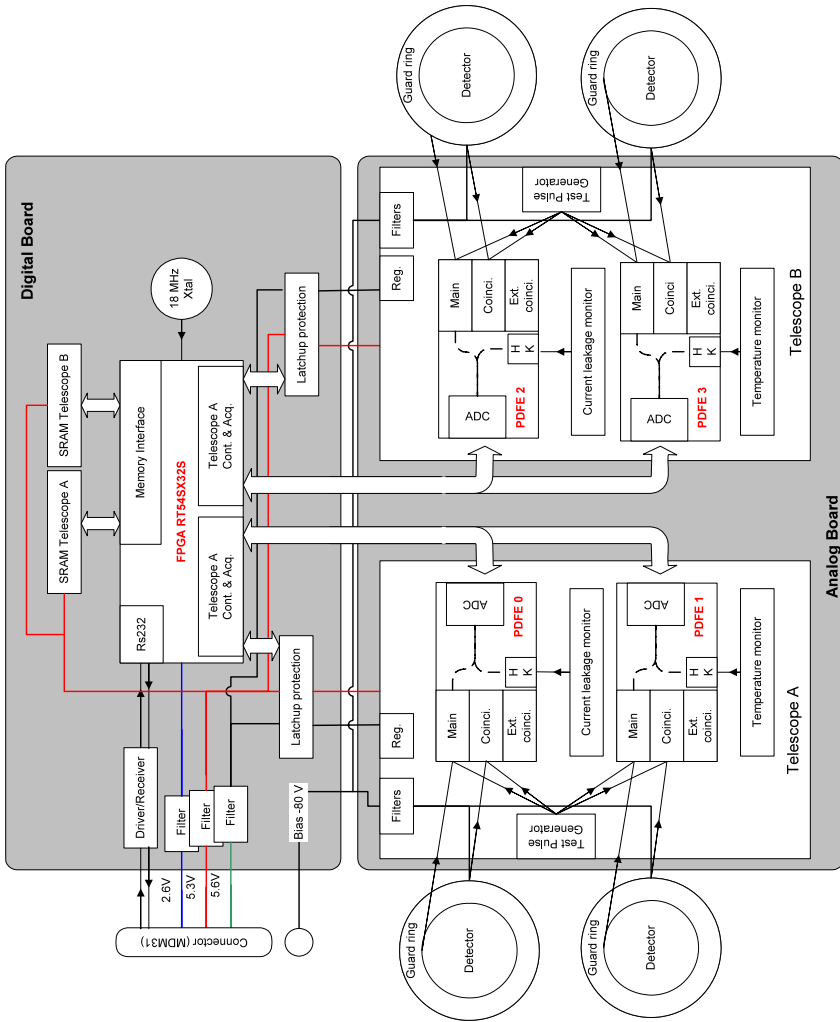 Digital Board
SRAM Telescope A
SRAM Telescope B
Memory Interface
18 MHz
Xtal
Rs232
FPGA RT54SX32S
Telescope A
Cont. & Acq.
Telescope A
Cont. & Acq.
Connector (MDM31)
Driver/Receiver
2.6V
5.3V
5.6V
Filter
Filter
Filter
Latchup protection
Latchup protection
Bias -80 V
Filters
Reg.
Reg.
Filters
Guard ring
Detector
Main
Coinci.
Ext.
coinci.
H
K
ADC
PDFE 0
Test Pulse
Generator
Current leakage monitor
Guard ring
Detector
Main
Coinci.
Ext.
coinci.
H
K
ADC
PDFE 1
Temperature monitor
Telescope A
ADC
PDFE 2
H
K
Main
Coinci.
Ext.
coinci.
Test Pulse
Generator
Guard ring
Detector
Current leakage monitor
ADC
PDFE 3
H
K
Main
Coinci
Ext.
coinci.
Guard ring
Detector
Temperature monitor
Telescope B
Analog Board